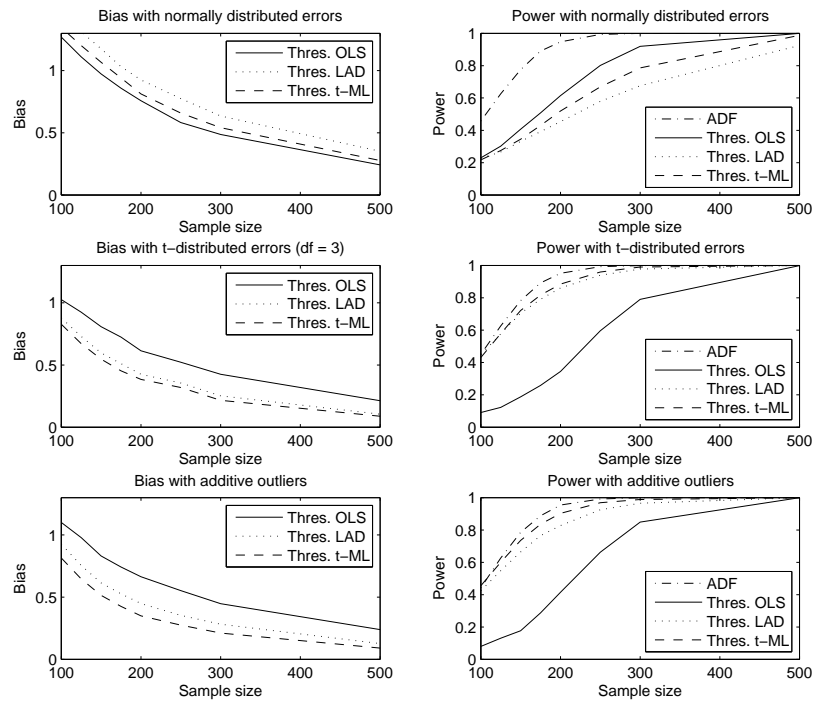 Bias with normally distributed errors
Bias
1
0.5
0
Thres. OLS
Thres. LAD
Thres. t−ML
100 200 300 400 500
Sample size
Power with normally distributed errors
Power
1
0.8
0.6
0.4
0.2
0
ADF
Thres. OLS
Thres. LAD
Thres. t−ML
100 200 300 400 500
Sample size
Bias with t−distributed errors (df = 3)
Bias
1
0.5
0
Thres. OLS
Thres. LAD
Thres. t−ML
100 200 300 400 500
Sample size
Power with t−distributed errors
Power
1
0.8
0.6
0.4
0.2
0
ADF
Thres. OLS
Thres. LAD
Thres. t−ML
100 200 300 400 500
Sample size
Bias with additive outliers
Bias
1
0.5
0
Thres. OLS
Thres. LAD
Thres. t−ML
100 200 300 400 500
Sample size
Power with additive outliers
Power
1
0.8
0.6
0.4
0.2
0
ADF
Thres. OLS
Thres. LAD
Thres. t−ML
100 200 300 400 500
Sample size